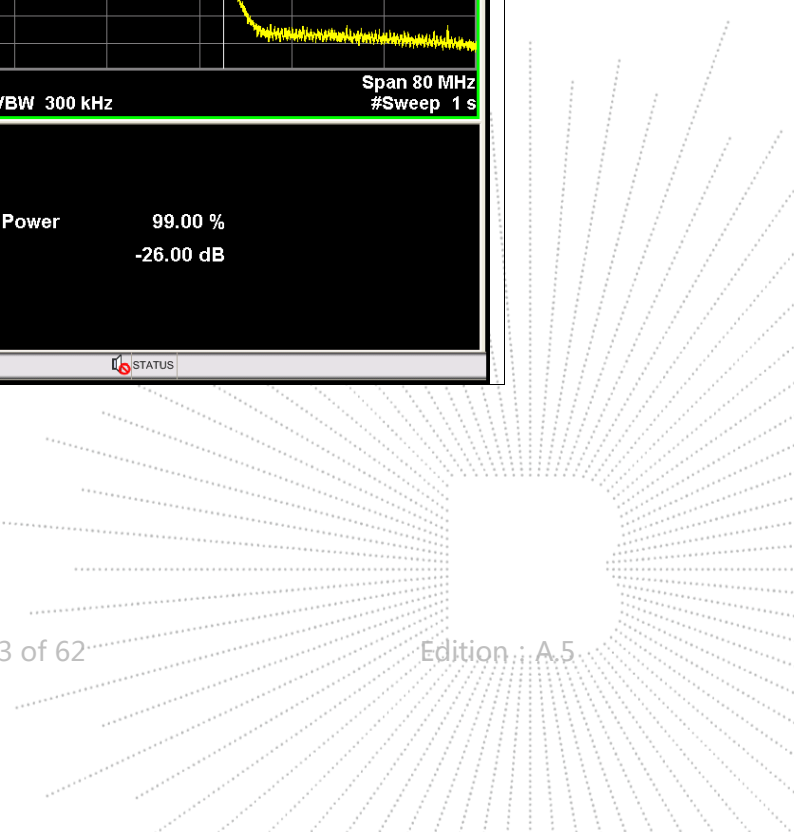 Span 80 MHz
VBW 300 kHz #Sweep 1 s
Power 99.00 %
-26.00 dB
STATUS
3 of 62 Edition : A.5